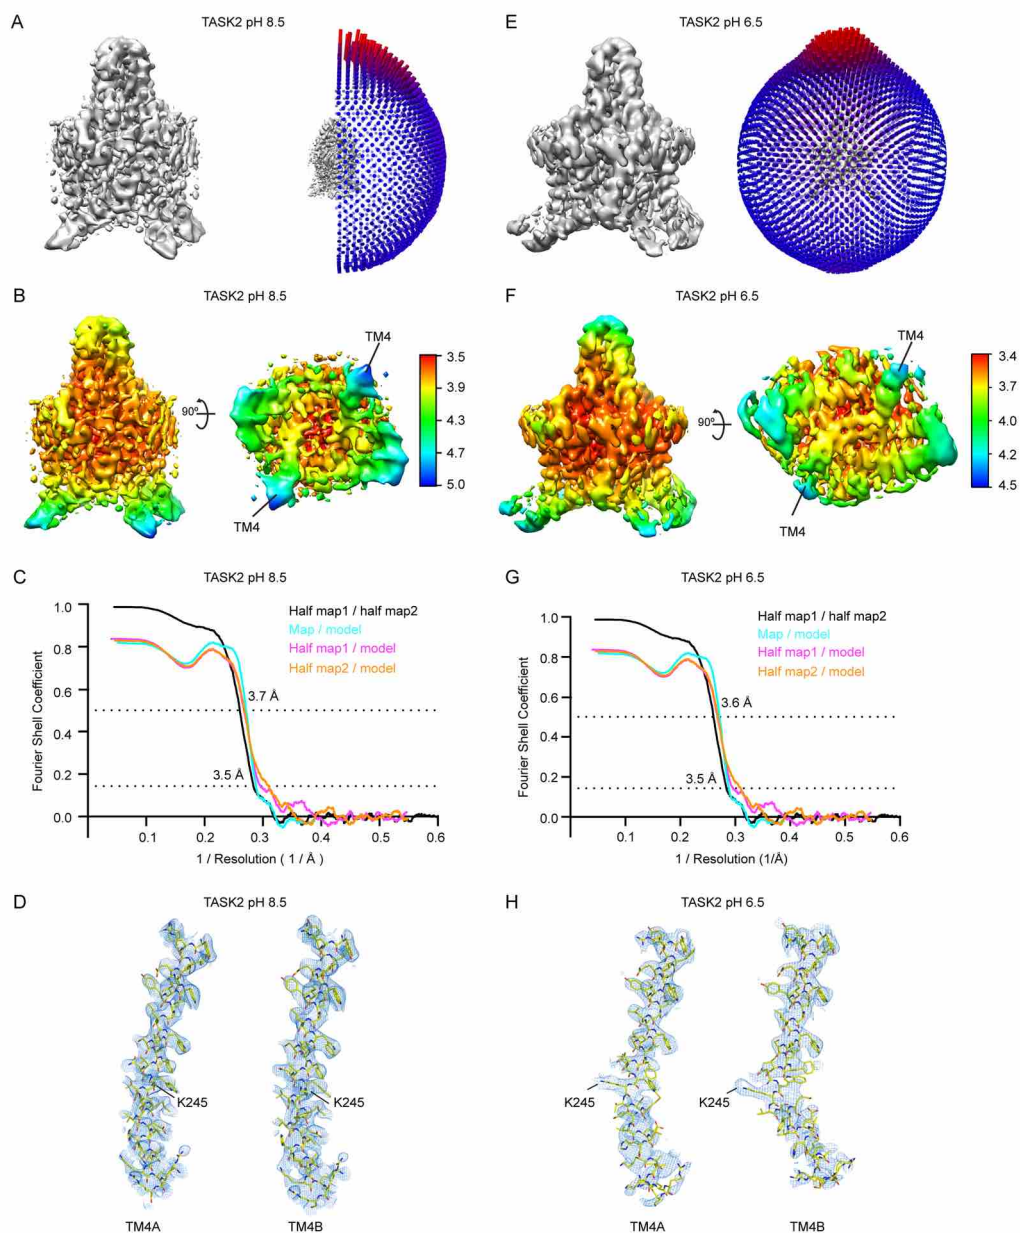 A
TASK2 pH 8.5
E
TASK2 pH 6.5
B
TASK2 pH 8.5
90º
TM4
TM4
3.5
3.9
4.3
4.7
5.0
F
TASK2 pH 6.5
90º
TM4
TM4
3.4
3.7
4.0
4.2
4.5
C
TASK2 pH 8.5
Fourier Shell Coefficient
1.0
0.8
0.6
0.4
0.2
0.0
Half map1 / half map2
Map / model
Half map1 / model
Half map2 / model
3.7 Å
3.5 Å
0.1 0.2 0.3 0.4 0.5 0.6
1 / Resolution ( 1 / Å )
G
TASK2 pH 6.5
Fourier Shell Coefficient
1.0
0.8
0.6
0.4
0.2
0.0
Half map1 / half map2
Map / model
Half map1 / model
Half map2 / model
3.6 Å
3.5 Å
0.1 0.2 0.3 0.4 0.5 0.6
1 / Resolution (1/Å)
D
TASK2 pH 8.5
K245
K245
TM4A
TM4B
H
TASK2 pH 6.5
K245
K245
TM4A
TM4B